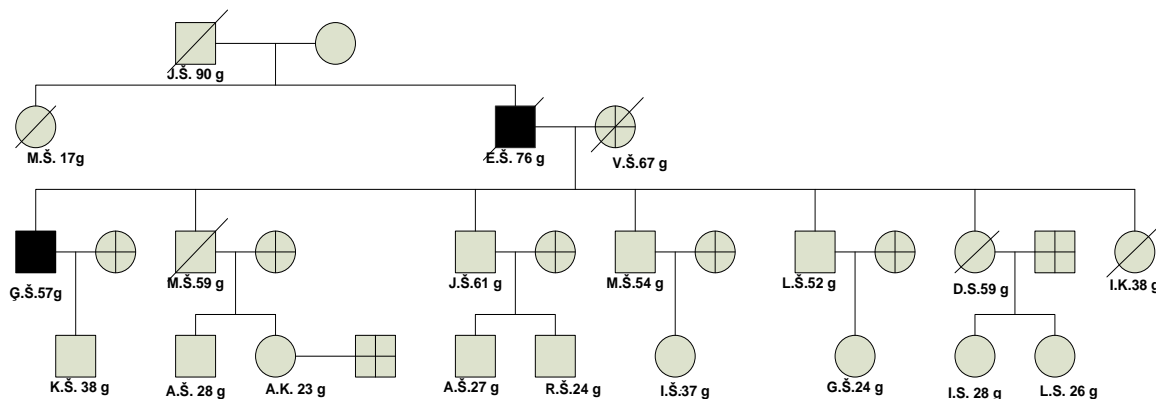 J.Š. 90 g
M.Š. 17g
E.Š. 76 g
V.Š.67 g
Ģ.Š.57g
M.Š.59 g
J.Š.61 g
M.Š.54 g
L.Š.52 g
D.S.59 g
I.K.38 g
K.Š. 38 g
A.Š. 28 g
A.K. 23 g
A.Š.27 g
R.Š.24 g
I.Š.37 g
G.Š.24 g
I.S. 28 g
L.S. 26 g